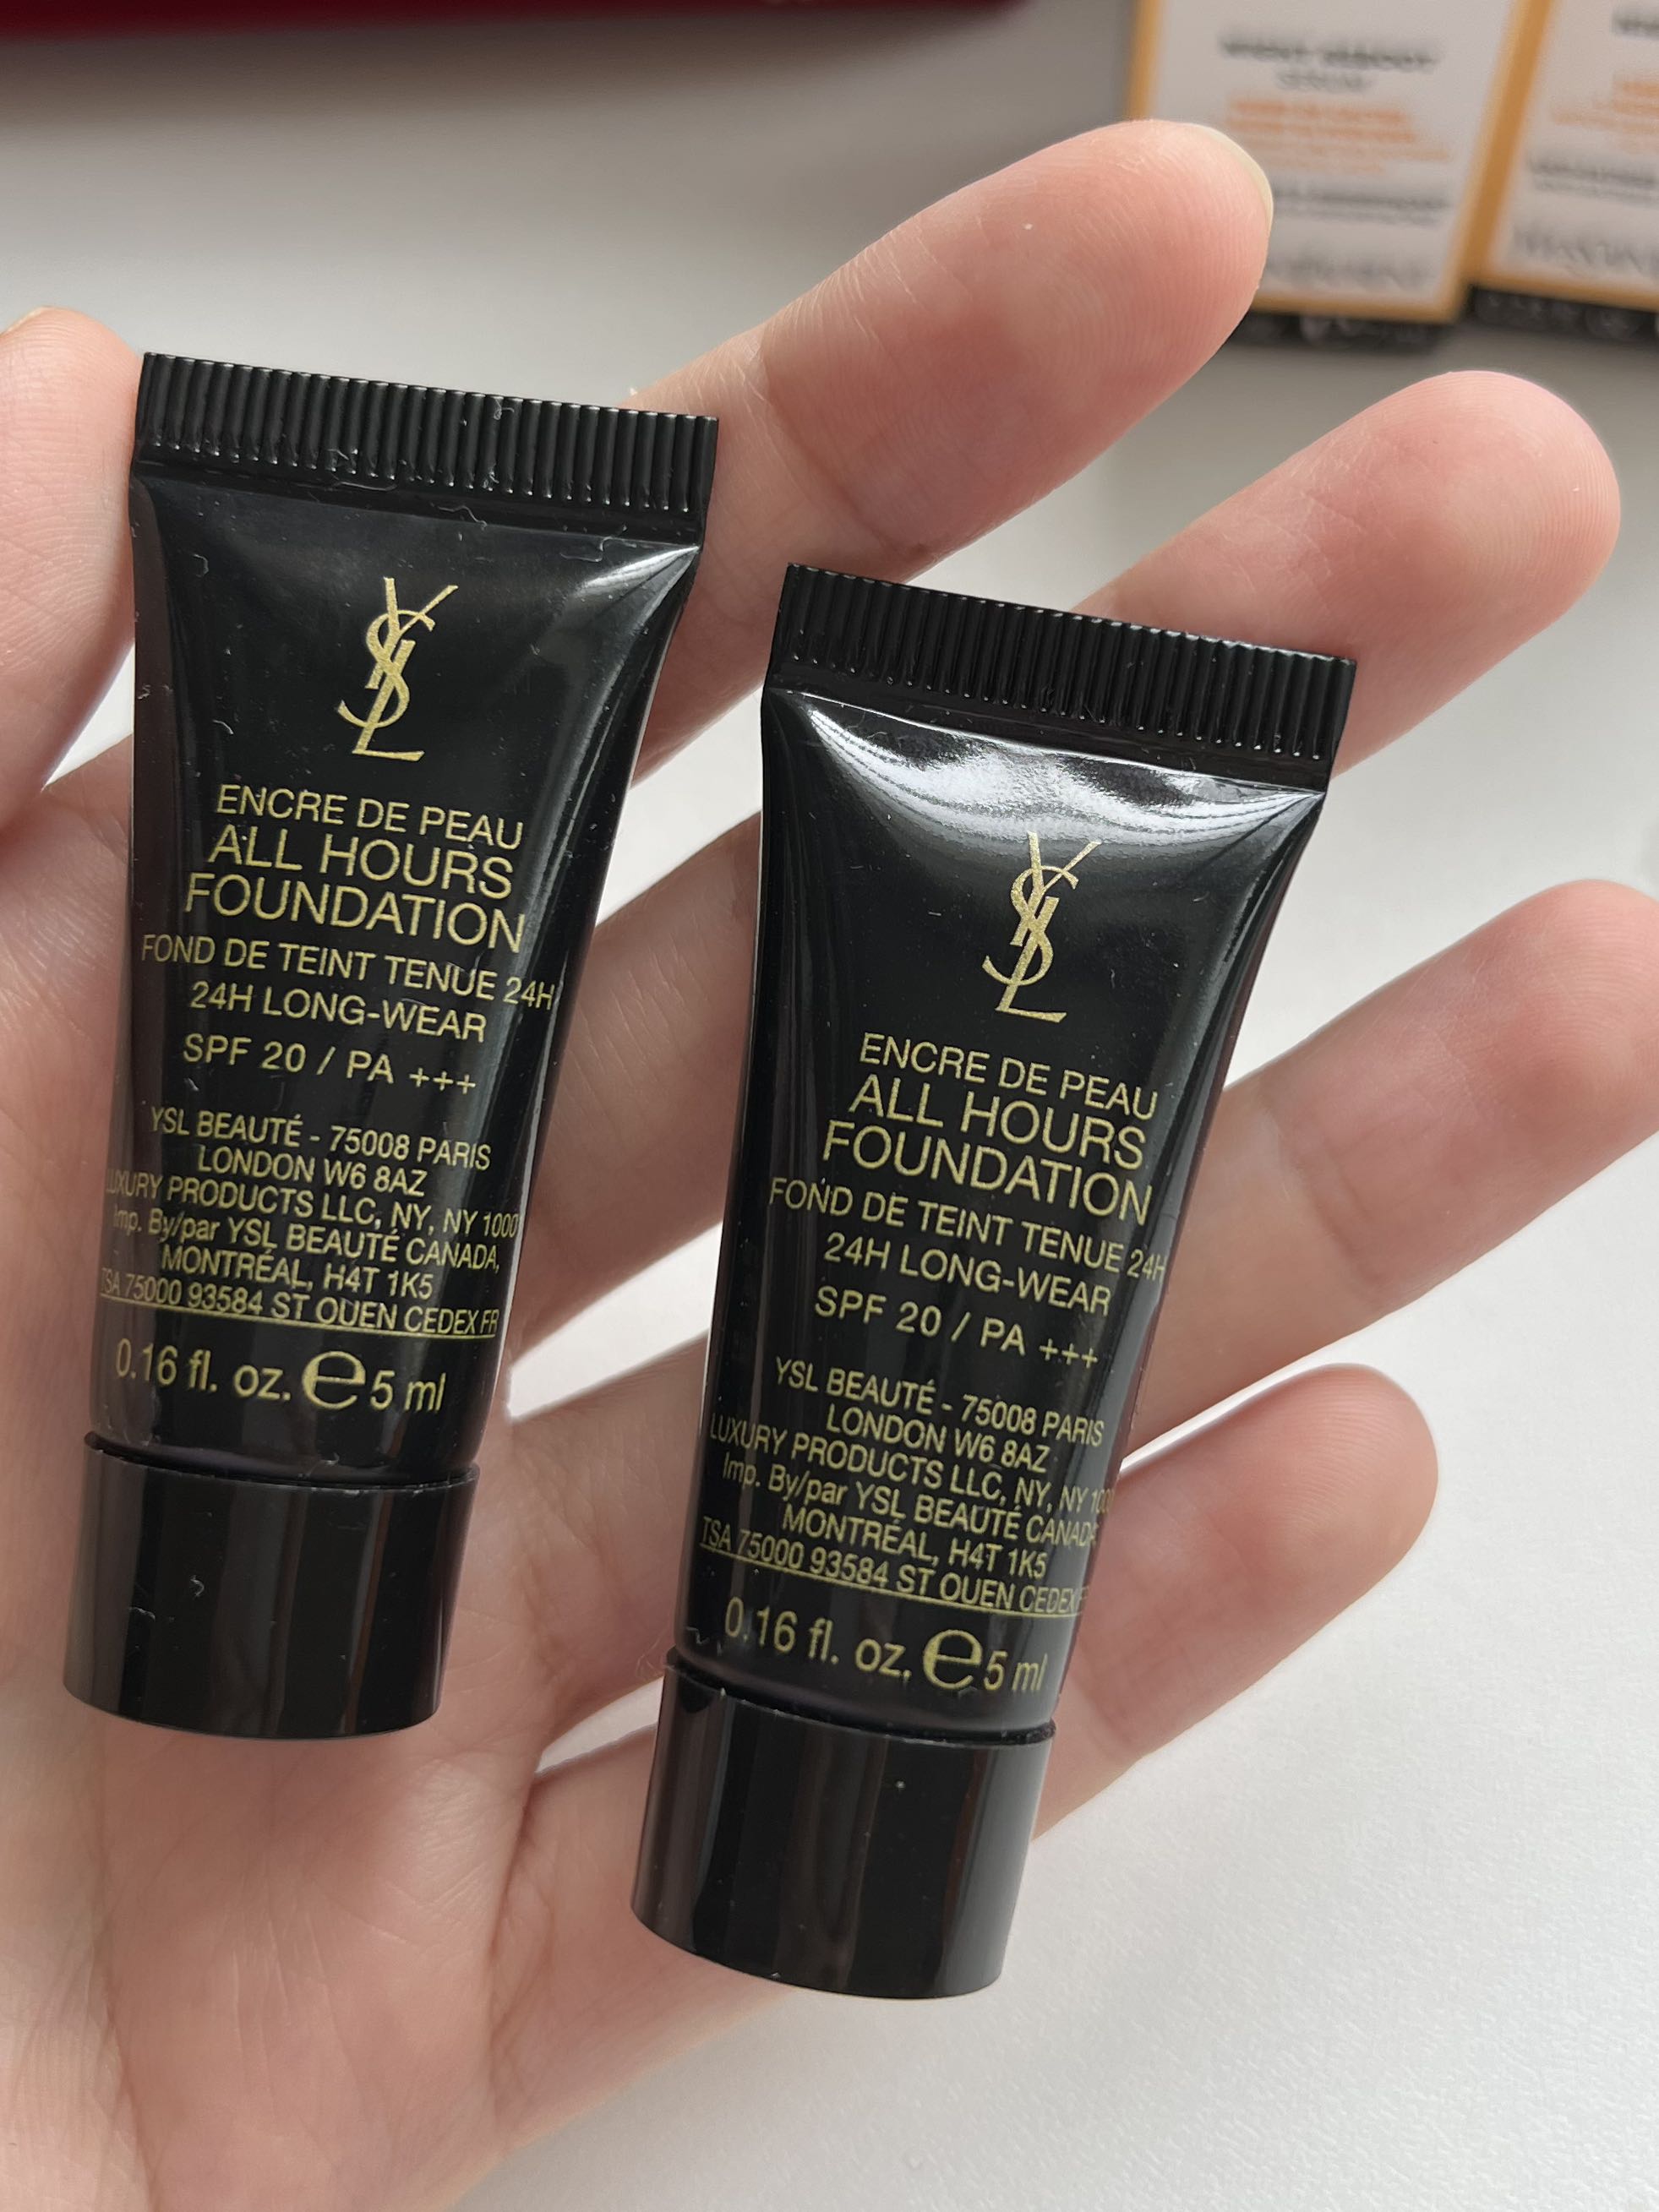 SERUM
YSL
ENCRE DE PEAU
ALL HOURS
FOUNDATION
FOND DE TEINT TENUE 24H
24H LONG-WEAR
SPF 20 / PA +++
YSL BEAUTÉ - 75008 PARIS
LONDON W6 8AZ
LUXURY PRODUCTS LLC, NY, NY 1000
Imp. By/par YSL BEAUTÉ CANADA,
MONTRÉAL, H4T 1K5
TSA 75000 93584 ST OUEN CEDEX FR
0.16 fl. oz. e 5 ml
YSL
ENCRE DE PEAU
ALL HOURS
FOUNDATION
FOND DE TEINT TENUE 24H
24H LONG-WEAR
SPF 20 / PA +++
YSL BEAUTÉ - 75008 PARIS
LONDON W6 8AZ
LUXURY PRODUCTS LLC, NY, NY 100
Imp. By/par YSL BEAUTÉ CANADA
MONTRÉAL, H4T 1K5
TSA 75000 93584 ST OUEN CEDEX F
0.16 fl. oz. e 5 ml